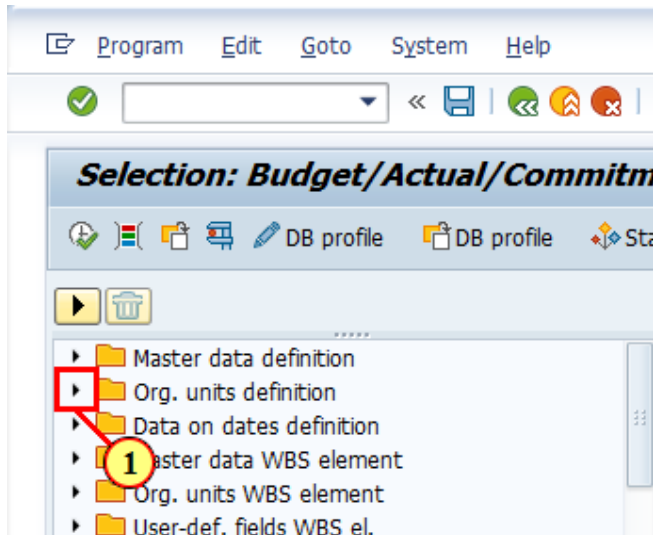 Program Edit Goto System Help
Selection: Budget/Actual/Commitm
DB profile DB profile Sta
Master data definition
Org. units definition
Data on dates definition
1 aster data WBS element
Org. units WBS element
User-def. fields WBS el.